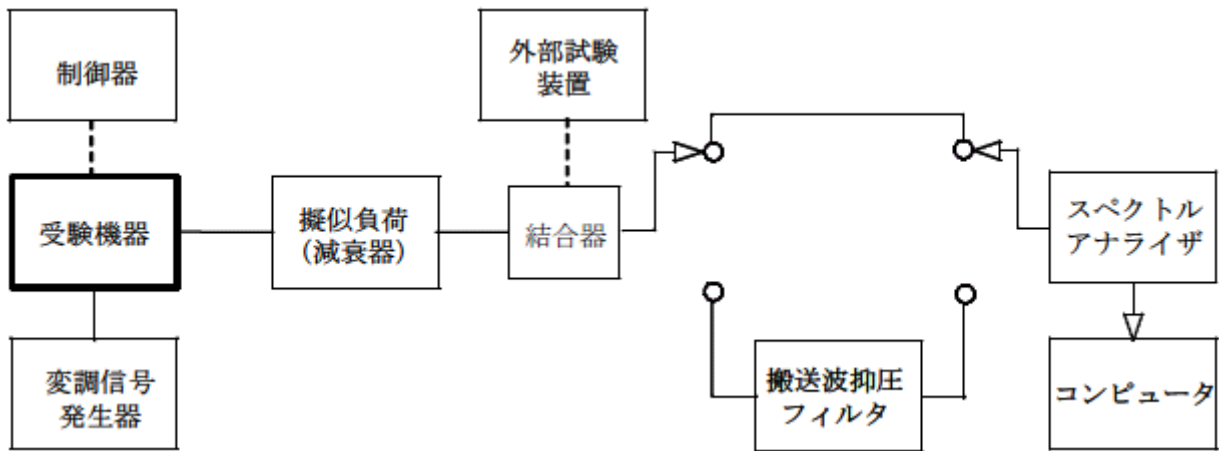 制御器
外部試験
装置
受験機器
擬似負荷
(減衰器)
結合器
スペクトル
アナライザ
変調信号
発生器
搬送波抑圧
フィルタ
コンピュータ